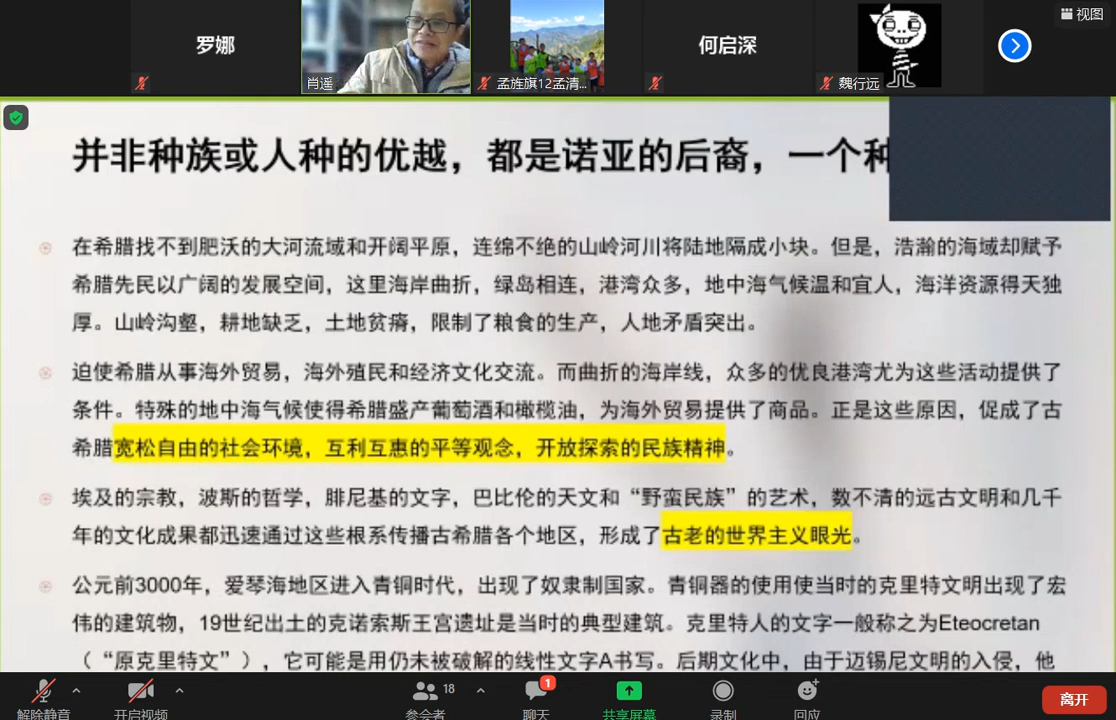 视图
罗娜
肖遥
孟旌旗12孟清...
何启深
魏行远
并非种族或人种的优越，都是诺亚的后裔，一个种
在希腊找不到肥沃的大河流域和开阔平原，连绵不绝的山岭河川将陆地隔成小块。但是，浩瀚的海域却赋予
希腊先民以广阔的发展空间，这里海岸曲折，绿岛相连，港湾众多，地中海气候温和宜人，海洋资源得天独
厚。山岭沟壑，耕地缺乏，土地贫瘠，限制了粮食的生产，人地矛盾突出。
迫使希腊从事海外贸易，海外殖民和经济文化交流。而曲折的海岸线，众多的优良港湾尤为这些活动提供了
条件。特殊的地中海气候使得希腊盛产葡萄酒和橄榄油，为海外贸易提供了商品。正是这些原因，促成了古
希腊宽松自由的社会环境，互利互惠的平等观念，开放探索的民族精神。
埃及的宗教，波斯的哲学，腓尼基的文字，巴比伦的天文和“野蛮民族”的艺术，数不清的远古文明和几千
年的文化成果都迅速通过这些根系传播古希腊各个地区，形成了古老的世界主义眼光。
公元前3000年，爱琴海地区进入青铜时代，出现了奴隶制国家。青铜器的使用使当时的克里特文明出现了宏
伟的建筑物，19世纪出土的克诺索斯王宫遗址是当时的典型建筑。克里特人的文字一般称之为Eteocretan
（“原克里特文”），它可能是用仍未被破解的线性文字A书写。后期文化中，由于迈锡尼文明的入侵，他
解除静音
开启视频
18
参会者
1
聊天
共享屏幕
录制
回应
离开